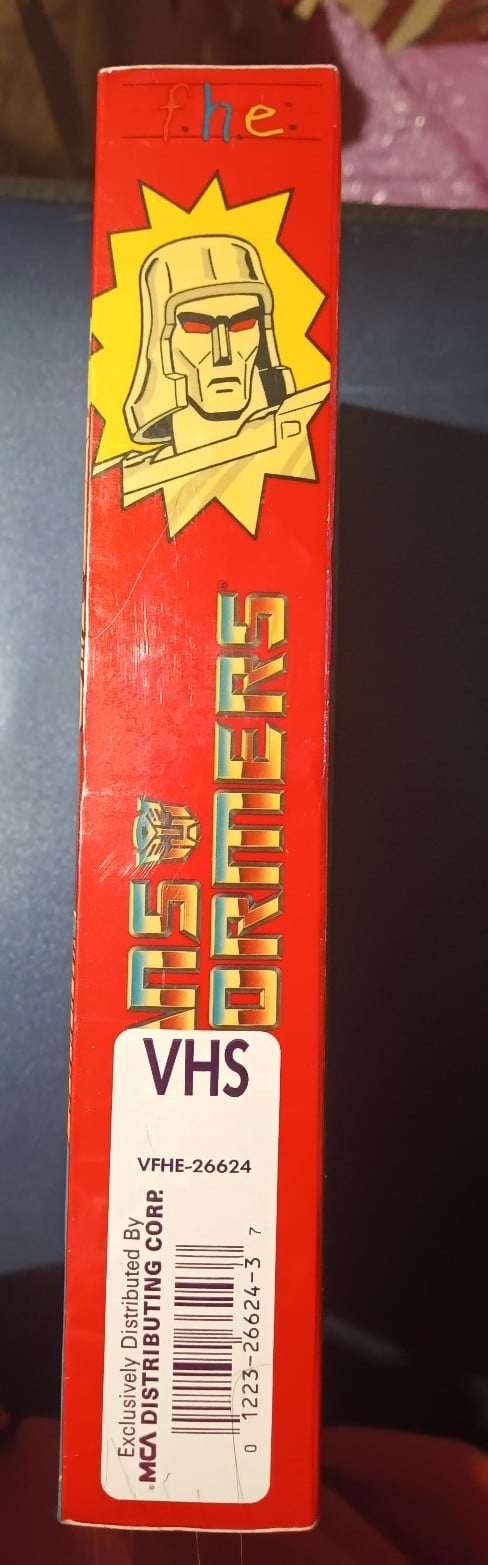 f.h.e.
NS
ORMERS
VHS
VFHE-26624
Exclusively Distributed By
MCA DISTRIBUTING CORP.
0 1223-26624-3 7